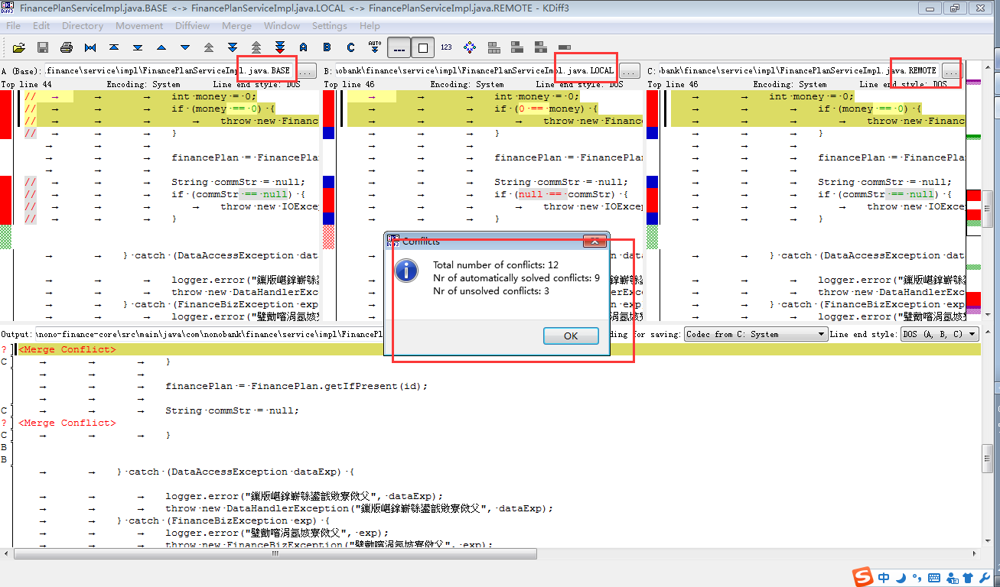 FinancePlanServiceImpl.java.BASE <-> FinancePlanServiceImpl.java.LOCAL <-> FinancePlanServiceImpl.java.REMOTE - KDiff3
File Edit Directory Movement Diffview Merge Window Settings Help
A B C AUTO 123
A (Base): .finance\service\impl\FinancePlanServiceImpl.java.BASE ...
Top line 44 Encoding: System Line end style: DOS
// → → → int·money·=·0;
// → → → if·(money·==·0)·{
// → → → → throw·new·Financ
// → → → }
→ → →
→ → → financePlan·=·FinancePla
→ → →
// → → → String·commStr·=·null;
// → → → if·(commStr·==·null)·{
// → → → → throw·new·IOExce
// → → → }
→ → }·catch·(DataAccessException·dat
→ → → logger.error("
→ → → throw·new·DataHandlerExc
→ → }·catch·(FinanceBizException·exp
→ → → logger.error("
B: nobank\finance\service\impl\FinancePlanServiceImpl.java.LOCAL ...
Top line 46 Encoding: System Line end style: DOS
→ → → int·money·=·0;
→ → → if·(0·==·money)·{
→ → → → throw·new·Financ
→ → → }
→ → →
→ → → financePlan·=·FinancePla
→ → →
→ → → String·commStr·=·null;
→ → → if·(null·==·commStr)·{
→ → → → throw·new·IOExcep
→ → → }
C: obank\finance\service\impl\FinancePlanServiceImpl.java.REMOTE ...
Top line 46 Encoding: System Line end style: DOS
→ → → int·money·=·0;
→ → → if·(money·==·0)·{
→ → → → throw·new·Financ
→ → → }
→ → →
→ → → financePlan·=·FinancePla
→ → →
→ → → String·commStr·=·null;
→ → → if·(commStr·==·null)·{
→ → → → throw·new·IOExce
→ → → }
→ → }·catch·(DataAccessException·dat
→ → → logger.error("
→ → → throw·new·DataHandlerExc
→ → }·catch·(FinanceBizException·exp
→ → → logger.error("
Conflicts
Total number of conflicts: 12
Nr of automatically solved conflicts: 9
Nr of unsolved conflicts: 3
OK
Output: \nono-finance-core\src\main\java\com\nonobank\finance\service\impl\FinancePl
ing for saving: Codec from C: System Line end style: DOS (A, B, C)
? <Merge Conflict>
C → → → }
→ → →
→ → → financePlan·=·FinancePlan.getIfPresent(id);
→ → →
C → → → String·commStr·=·null;
? <Merge Conflict>
C → → → }
B
B
→ → }·catch·(DataAccessException·dataExp)·{
→ → → logger.error(" ",·dataExp);
→ → → throw·new·DataHandlerException(" ",·dataExp);
→ → }·catch·(FinanceBizException·exp)·{
→ → → logger.error(" ",·exp);
→ → → throw·new·FinanceBizException(" ",·exp);
S 中